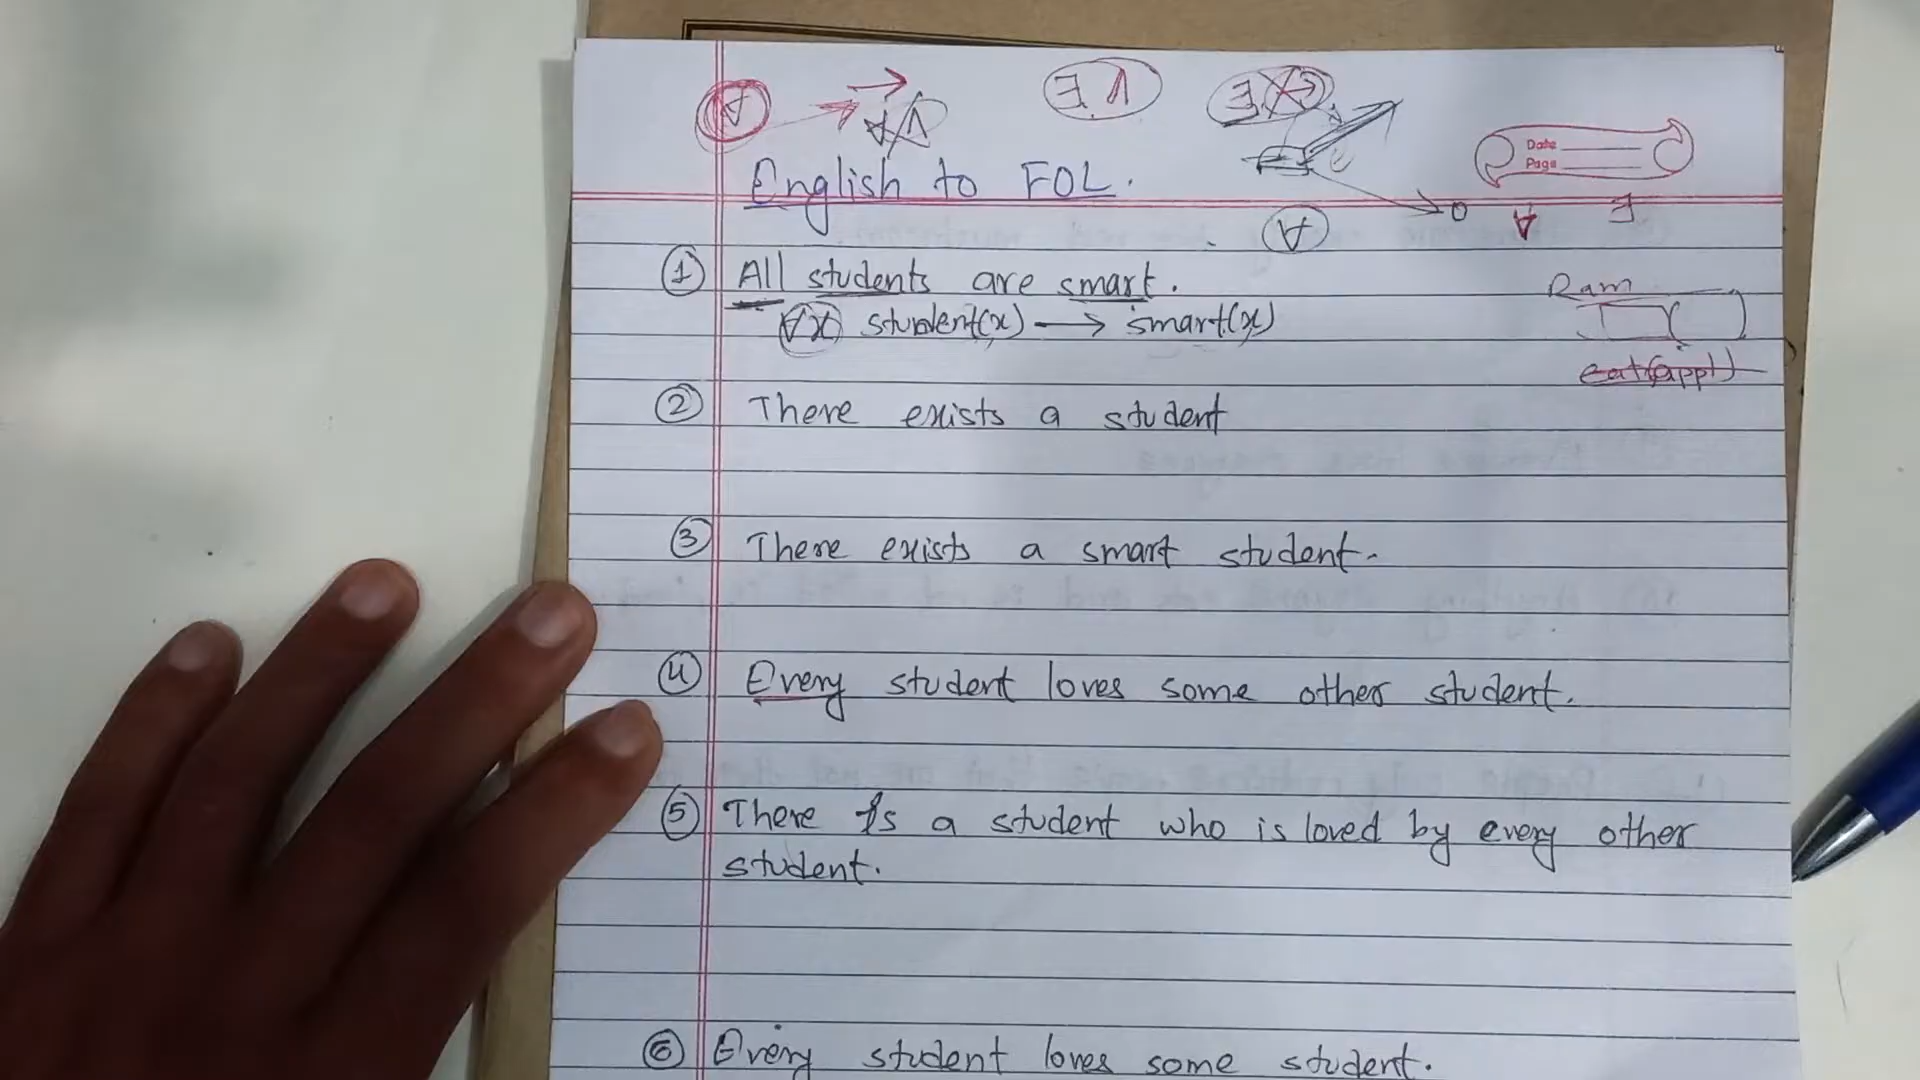 ∀ → ∀ ∧
∃ ∧
∃
Date
Page
English to FOL.
∀
0 ∀ ∃
① All students are smart.
Ram
∀x student(x) → smart(x)
eat(appl)
② There exists a student
③ There exists a smart student.
④ Every student loves some other student.
⑤ There Is a student who is loved by every other
student.
⑥ Every student loves some student.